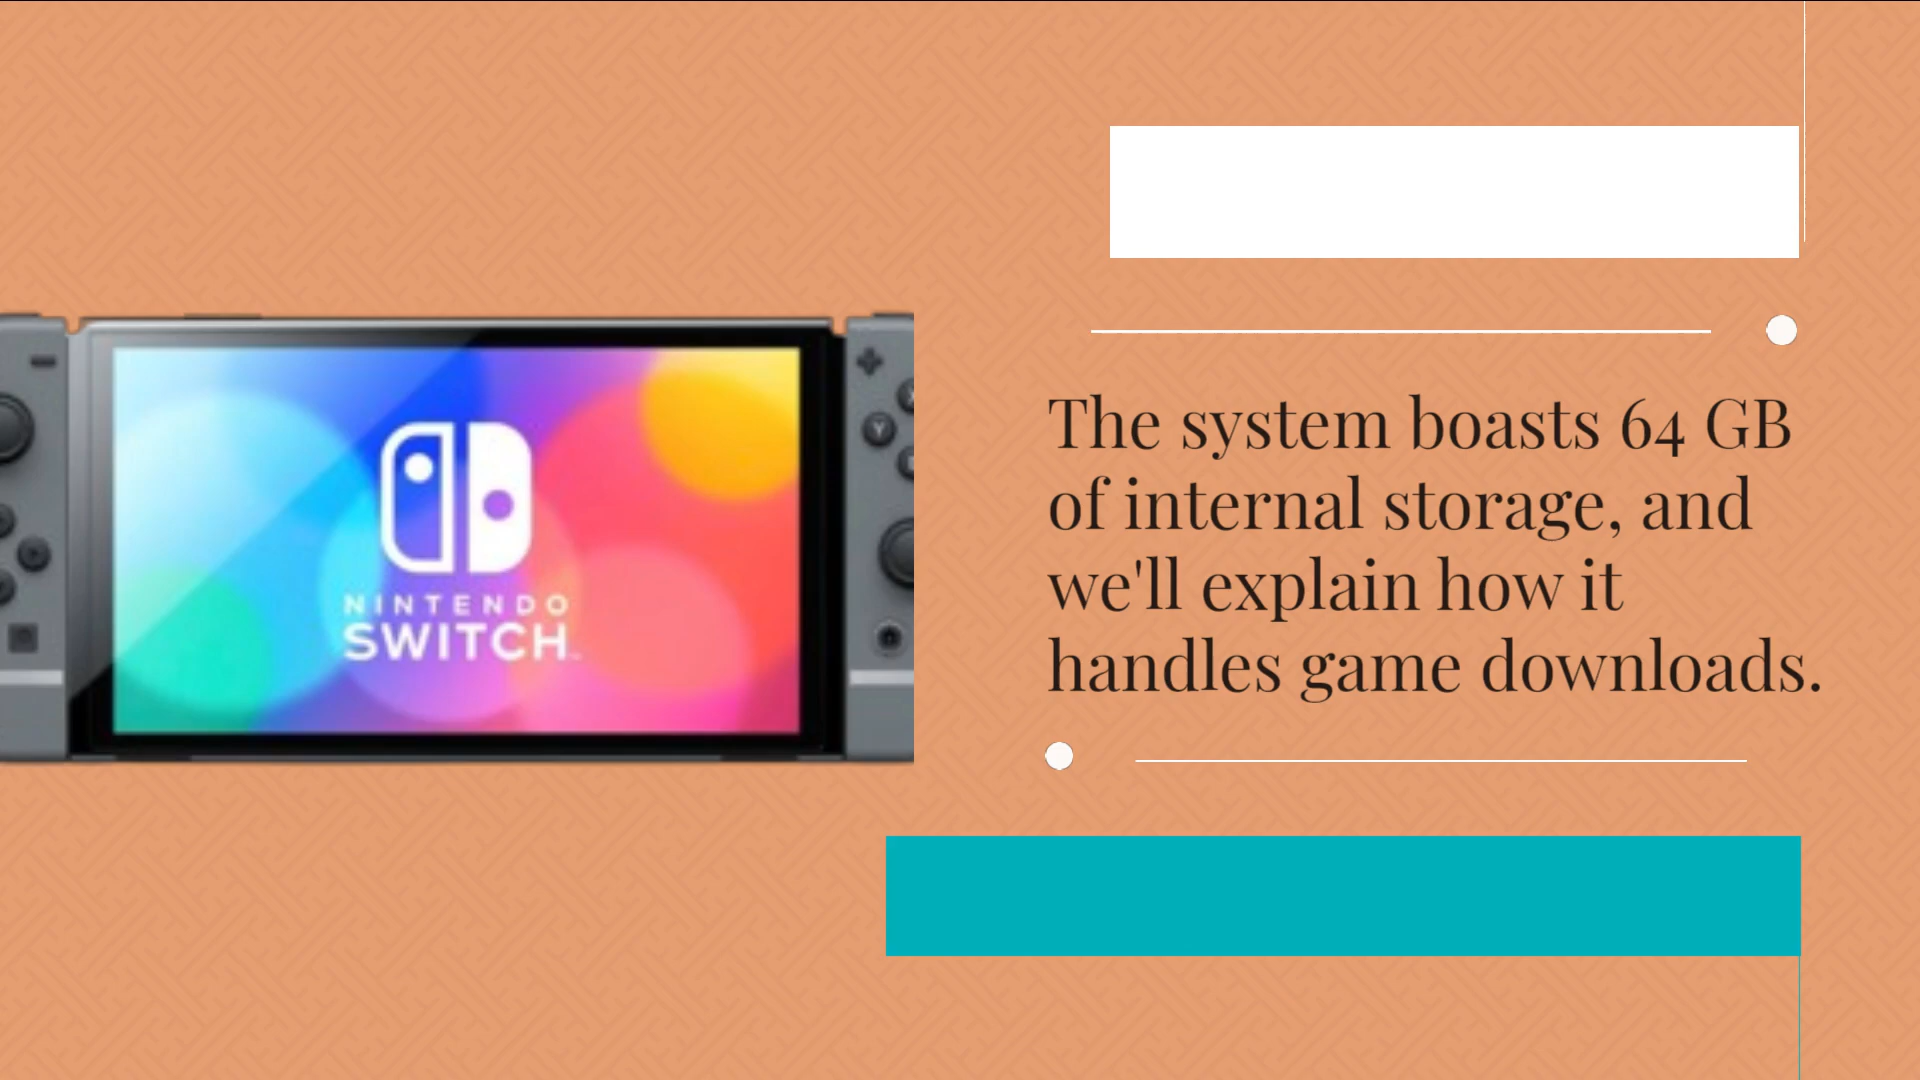 The system boasts 64 GB
of internal storage, and
we'll explain how it
handles game downloads.
NINTENDO
SWITCH
Y